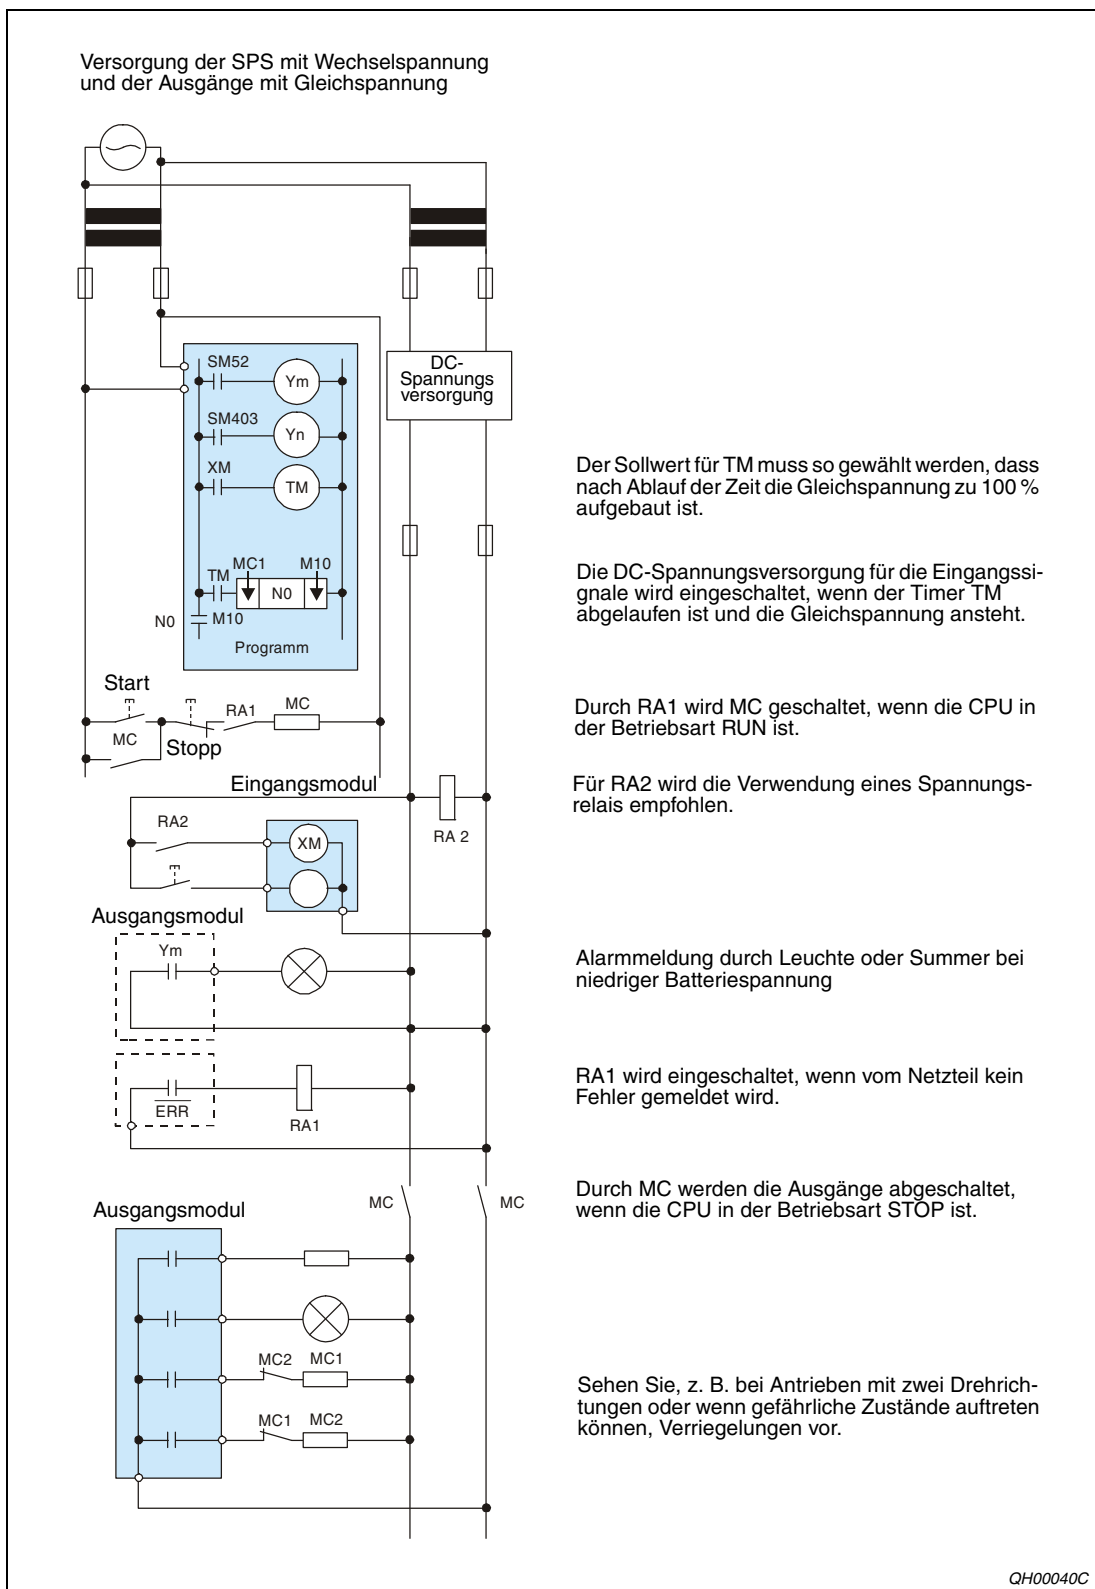 Versorgung der SPS mit Wechselspannung
und der Ausgänge mit Gleichspannung
SM52
Ym
DC-
Spannungs
versorgung
SM403
Yn
XM
TM
Der Sollwert für TM muss so gewählt werden, dass
nach Ablauf der Zeit die Gleichspannung zu 100 %
aufgebaut ist.
TM
MC1
M10
N0
N0
M10
Programm
Die DC-Spannungsversorgung für die Eingangssi-
gnale wird eingeschaltet, wenn der Timer TM
abgelaufen ist und die Gleichspannung ansteht.
Start
MC
Stopp
RA1
MC
Durch RA1 wird MC geschaltet, wenn die CPU in
der Betriebsart RUN ist.
Eingangsmodul
RA2
XM
RA 2
Für RA2 wird die Verwendung eines Spannungs-
relais empfohlen.
Ausgangsmodul
Ym
Alarmmeldung durch Leuchte oder Summer bei
niedriger Batteriespannung
ERR
RA1
RA1 wird eingeschaltet, wenn vom Netzteil kein
Fehler gemeldet wird.
MC
MC
Durch MC werden die Ausgänge abgeschaltet,
wenn die CPU in der Betriebsart STOP ist.
Ausgangsmodul
MC2
MC1
MC1
MC2
Sehen Sie, z. B. bei Antrieben mit zwei Drehrich-
tungen oder wenn gefährliche Zustände auftreten
können, Verriegelungen vor.
QH00040C